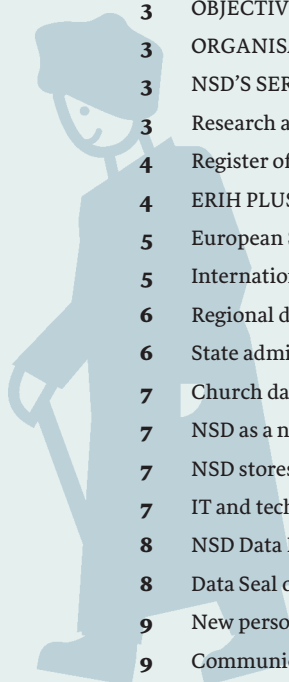 3 OBJECTIV
3 ORGANISA
3 NSD’S SER
3 Research a
4 Register of
4 ERIH PLUS
5 European S
5 Internation
6 Regional d
6 State admi
7 Church da
7 NSD as a n
7 NSD stores
7 IT and tech
8 NSD Data
8 Data Seal o
9 New perso
9 Communic